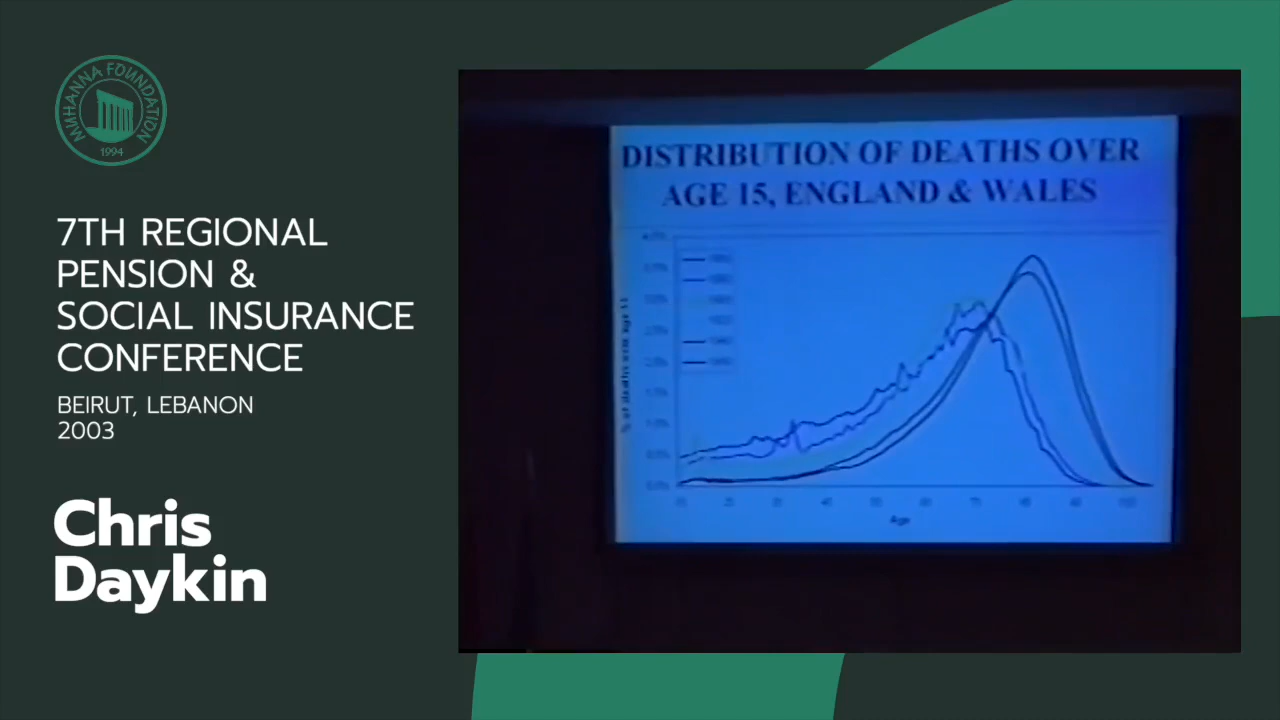 MUHANNA FOUNDATION
1994
7TH REGIONAL
PENSION &
SOCIAL INSURANCE
CONFERENCE
BEIRUT, LEBANON
2003
Chris
Daykin
DISTRIBUTION OF DEATHS OVER
AGE 15, ENGLAND & WALES
Age